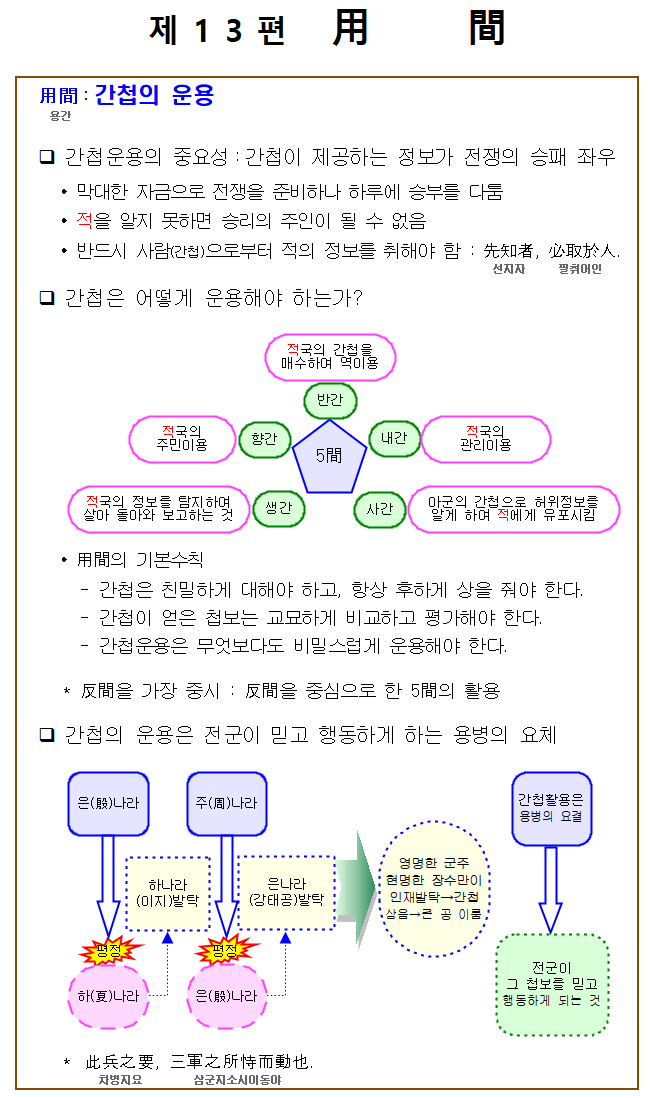 제 1 3 편 用 間
用間 : 간첩의 운용
용간
❏ 간첩운용의 중요성 : 간첩이 제공하는 정보가 전쟁의 승패 좌우
• 막대한 자금으로 전쟁을 준비하나 하루에 승부를 다툼
• 적을 알지 못하면 승리의 주인이 될 수 없음
• 반드시 사람(간첩)으로부터 적의 정보를 취해야 함 : 先知者, 必取於人.
선지자 필취어인
❏ 간첩은 어떻게 운용해야 하는가?
적국의 간첩을
매수하여 역이용
반간
적국의
주민이용
향간
5間
내간
적국의
관리이용
적국의 정보를 탐지하며
살아 돌아와 보고하는 것
생간
사간
아군의 간첩으로 허위정보를
알게 하며 적에게 유포시킴
• 用間의 기본수칙
- 간첩은 친밀하게 대해야 하고, 항상 후하게 상을 줘야 한다.
- 간첩이 얻은 첩보는 교묘하게 비교하고 평가해야 한다.
- 간첩운용은 무엇보다도 비밀스럽게 운용해야 한다.
* 反間을 가장 중시 : 反間을 중심으로 한 5間의 활용
❏ 간첩의 운용은 전군이 믿고 행동하게 하는 용병의 요체
은(殷)나라
주(周)나라
간첩활용은
용병의 요결
하나라
(이지)발탁
은나라
(강태공)발탁
영명한 군주
현명한 장수만이
인재발탁→간첩
삼음→큰 공 이룸
평정
평정
하(夏)나라
은(殷)나라
전군이
그 첩보를 믿고
행동하게 되는 것
* 此兵之要, 三軍之所恃而動也.
차병지요 삼군지소시이동야